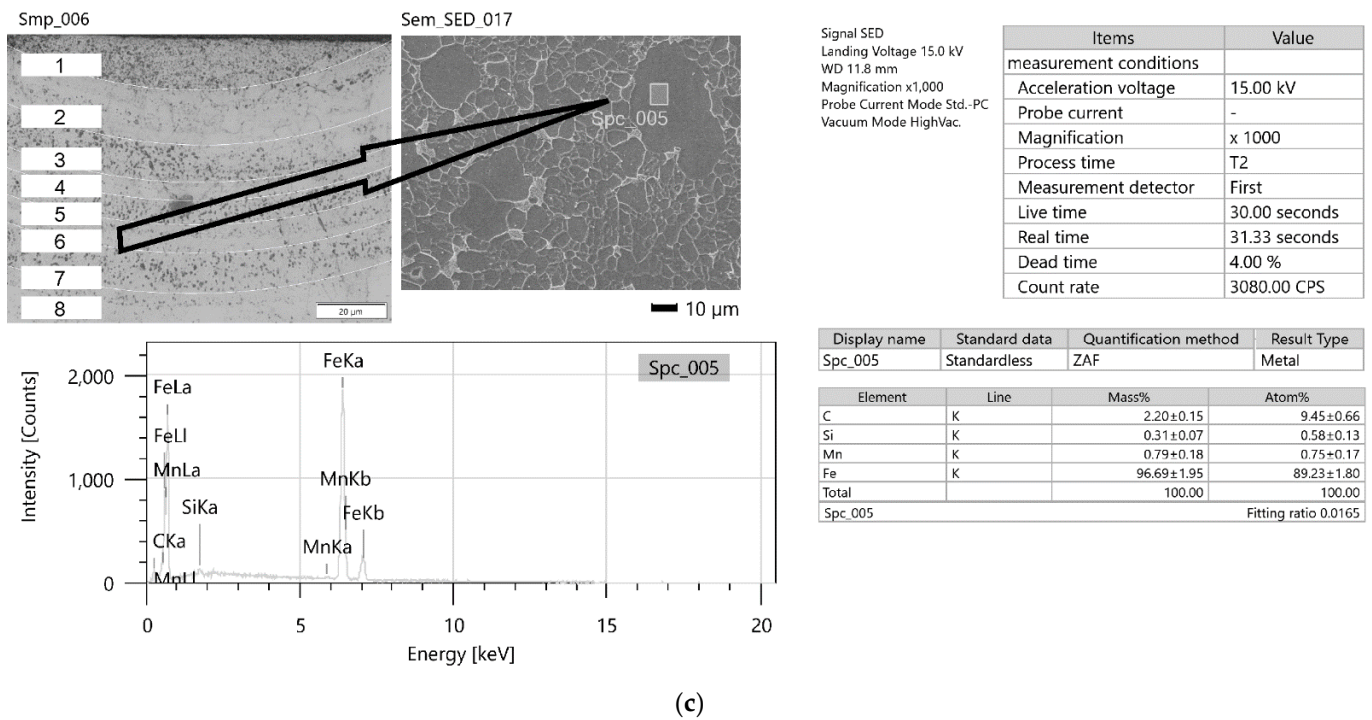 Smp_006
Sem_SED_017
1
2
3
4
5
6
7
8
20 µm
Spc_005
10 µm
Signal SED
Landing Voltage 15.0 kV
WD 11.8 mm
Magnification x1,000
Probe Current Mode Std.-PC
Vacuum Mode HighVac.
Items Value
measurement conditions
Acceleration voltage 15.00 kV
Probe current -
Magnification x 1000
Process time T2
Measurement detector First
Live time 30.00 seconds
Real time 31.33 seconds
Dead time 4.00 %
Count rate 3080.00 CPS
Display name Standard data Quantification method Result Type
Spc_005 Standardless ZAF Metal
Element Line Mass% Atom%
C K 2.20±0.15 9.45±0.66
Si K 0.31±0.07 0.58±0.13
Mn K 0.79±0.18 0.75±0.17
Fe K 96.69±1.95 89.23±1.80
Total 100.00 100.00
Spc_005 Fitting ratio 0.0165
Intensity [Counts]
2,000
1,000
0
Spc_005
FeKa
FeLa
FeLl
MnLa
MnKb
SiKa
FeKb
CKa
MnKa
MnLl
0 5 10 15 20
Energy [keV]
(c)